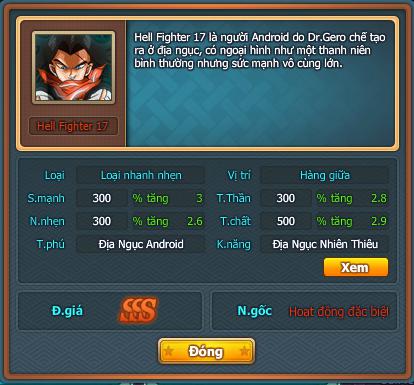 Hell Fighter 17 là người Android do Dr.Gero chế tạo
ra ở địa ngục, có ngoại hình như một thanh niên
bình thường nhưng sức mạnh vô cùng lớn.
Hell Fighter 17
Loại Loại nhanh nhẹn Vị trí Hàng giữa
S.mạnh 300 % tăng 3 T.Thần 300 % tăng 2.8
N.nhẹn 300 % tăng 2.6 T.chất 500 % tăng 2.9
T.phú Địa Ngục Android K.năng Địa Ngục Nhiên Thiêu
Xem
Đ.giá SSS N.gốc Hoạt động đặc biệt
Đóng